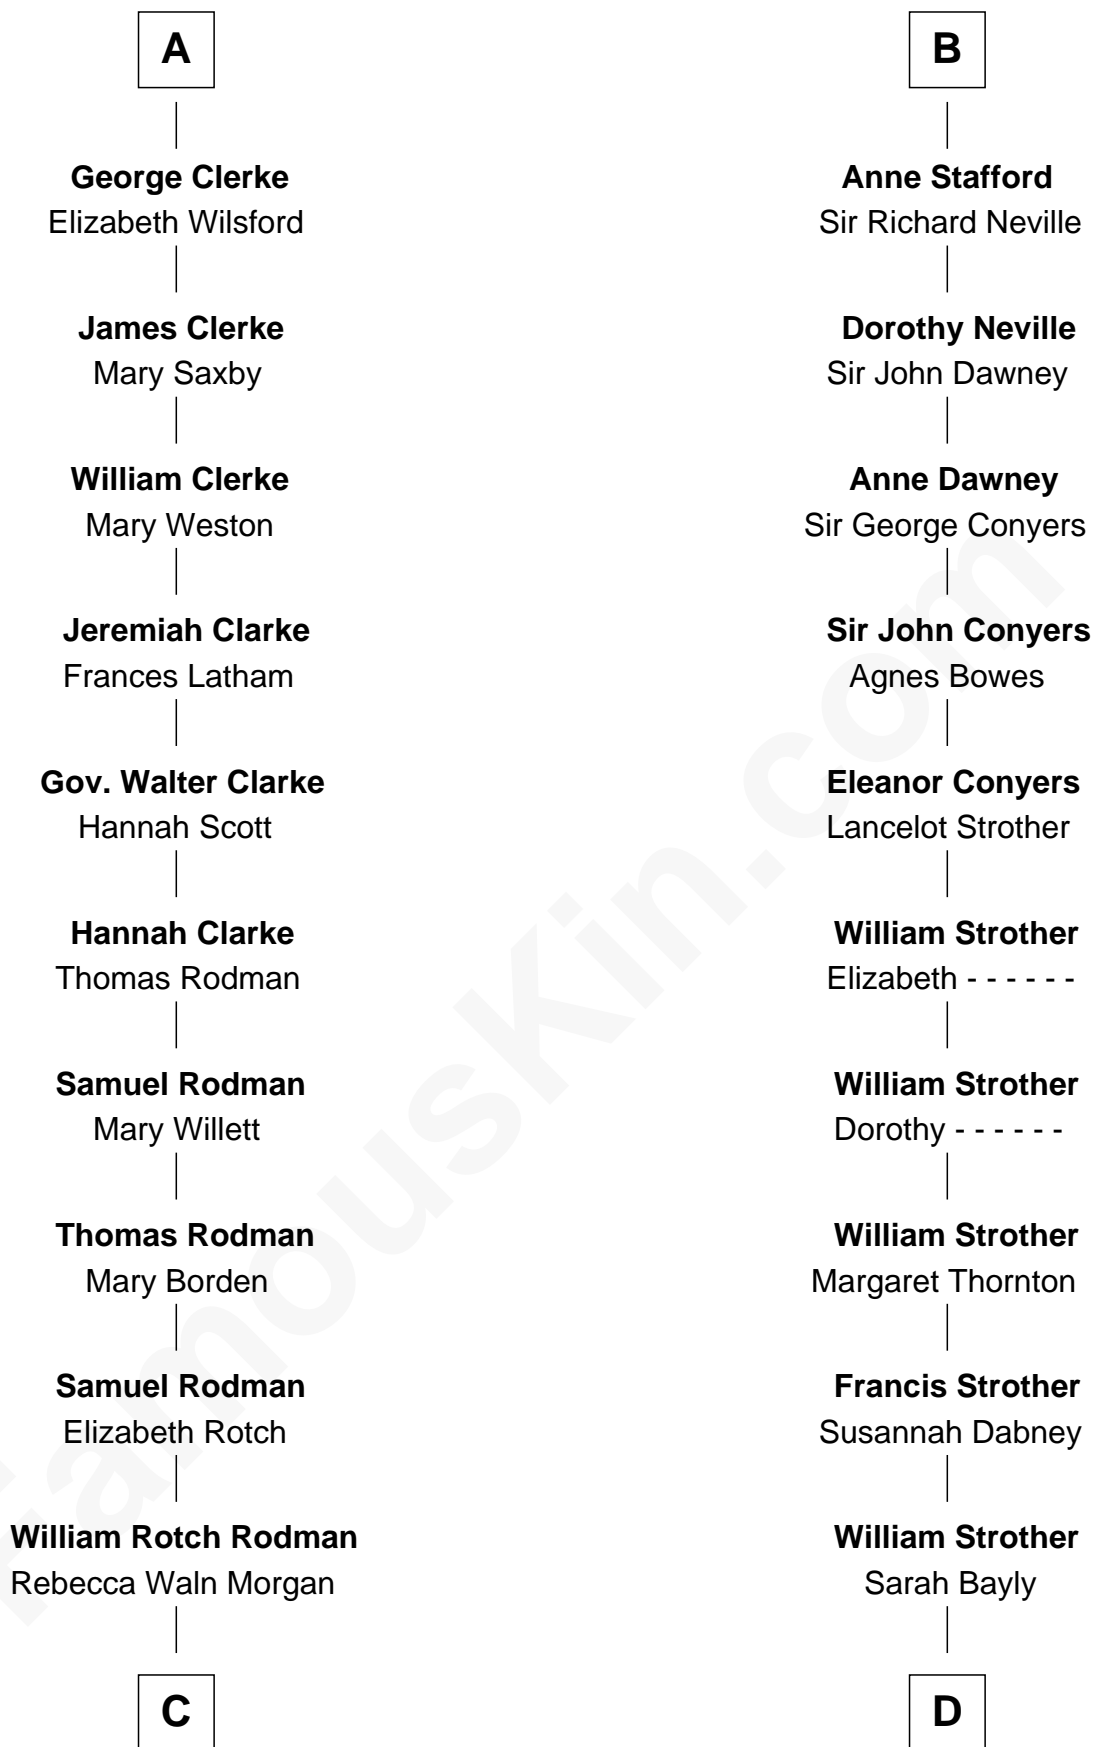 A
George Clerke
Elizabeth Wilsford
James Clerke
Mary Saxby
William Clerke
Mary Weston
Jeremiah Clarke
Frances Latham
Gov. Walter Clarke
Hannah Scott
Hannah Clarke
Thomas Rodman
Samuel Rodman
Mary Willett
Thomas Rodman
Mary Borden
Samuel Rodman
Elizabeth Rotch
William Rotch Rodman
Rebecca Waln Morgan
C
B
Anne Stafford
Sir Richard Neville
Dorothy Neville
Sir John Dawney
Anne Dawney
Sir George Conyers
Sir John Conyers
Agnes Bowes
Eleanor Conyers
Lancelot Strother
William Strother
Elizabeth - - - - - -
William Strother
Dorothy - - - - - -
William Strother
Margaret Thornton
Francis Strother
Susannah Dabney
William Strother
Sarah Bayly
D
FamousKin.com